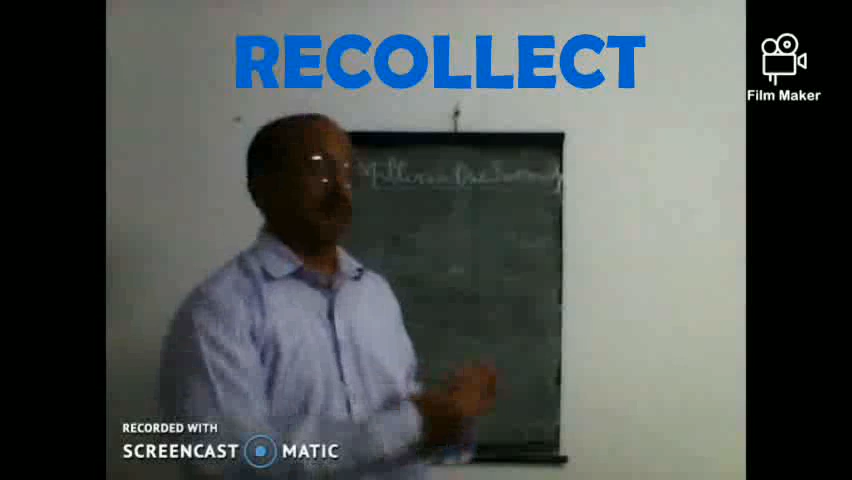 RECOLLECT
Film Maker
RECORDED WITH
SCREENCAST MATIC